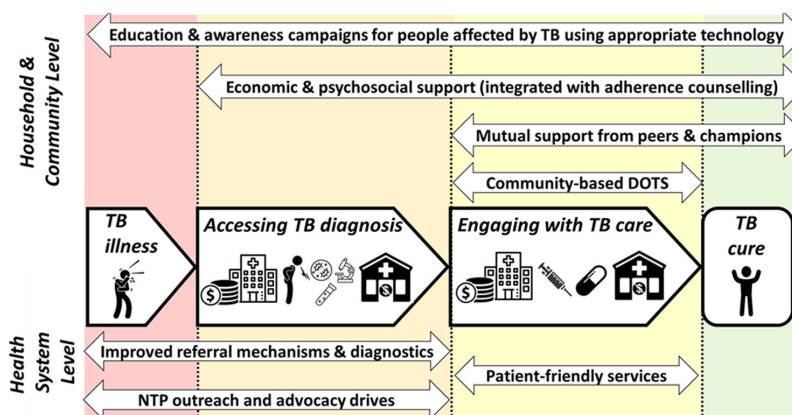 Household &
Community Level
Education & awareness campaigns for people affected by TB using appropriate technology
Economic & psychosocial support (integrated with adherence counselling)
Mutual support from peers & champions
Community-based DOTS
TB
illness
Accessing TB diagnosis
Engaging with TB care
TB
cure
$
$
$
$
Health
System
Level
Improved referral mechanisms & diagnostics
Patient-friendly services
NTP outreach and advocacy drives